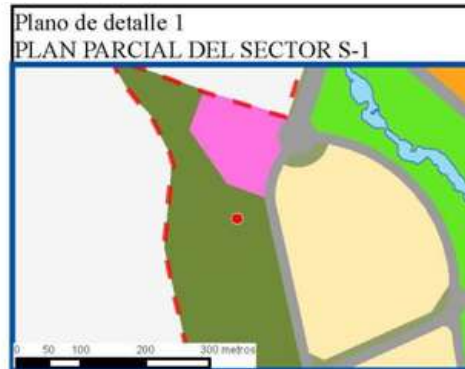 Plano de detalle 1
PLAN PARCIAL DEL SECTOR S-1
0 50 100 200 300 metros